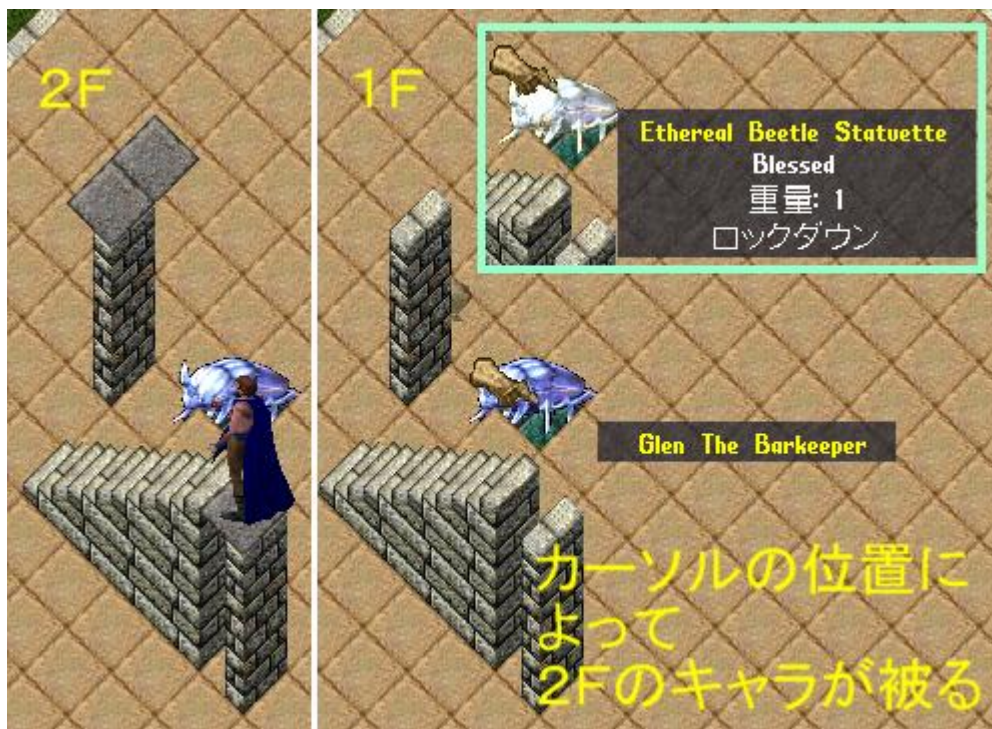 2F
1F
Ethereal Beetle Statuette
Blessed
重量: 1
ロックダウン
Glen The Barkeeper
カーソルの位置に
よって
2Fのキャラが被る